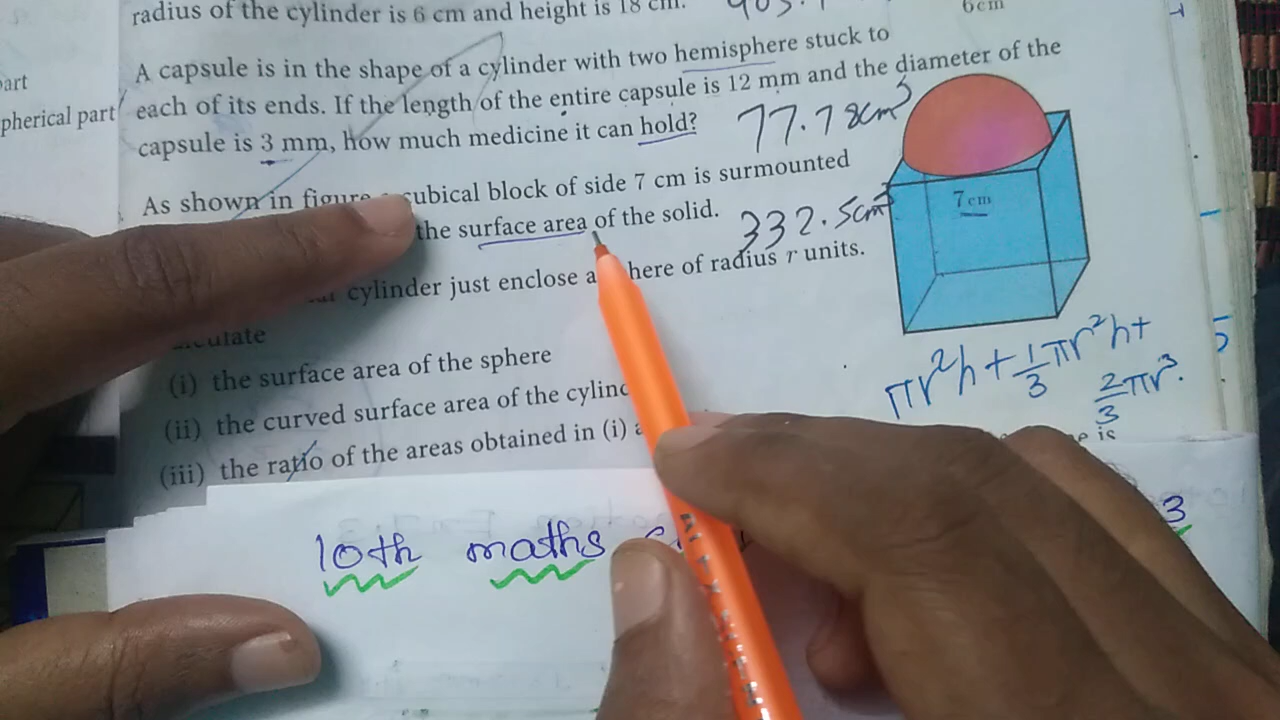 radius of the cylinder is 6 cm and height is 18 cm.
6cm
A capsule is in the shape of a cylinder with two hemisphere stuck to
each of its ends. If the length of the entire capsule is 12 mm and the diameter of the
capsule is 3 mm, how much medicine it can hold? 77.78cm³
art
pherical part
As shown in figure cubical block of side 7 cm is surmounted
the surface area of the solid. 332.5cm²
7cm
cylinder just enclose a here of radius r units.
culate
(i) the surface area of the sphere
(ii) the curved surface area of the cylind
(iii) the ratio of the areas obtained in (i) a
πr²h+1/3πr²h+
2/3πr³.
is
10th maths
3